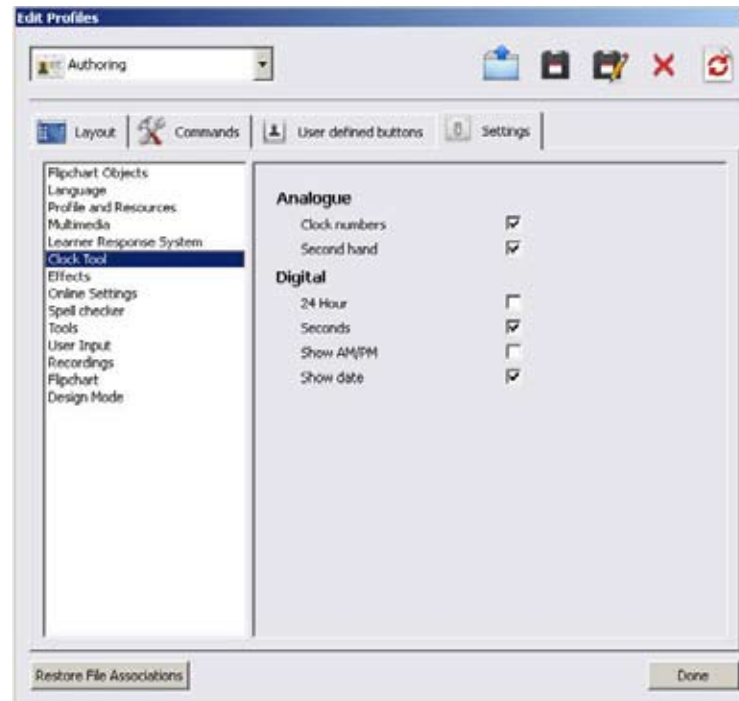 Edit Profiles
Authoring
Layout
Commands
User defined buttons
Settings
Flipchart Objects
Language
Profile and Resources
Multimedia
Learner Response System
Clock Tool
Effects
Online Settings
Spell checker
Tools
User Input
Recordings
Flipchart
Design Mode
Analogue
Clock numbers
Second hand
Digital
24 Hour
Seconds
Show AM/PM
Show date
Restore File Associations
Done